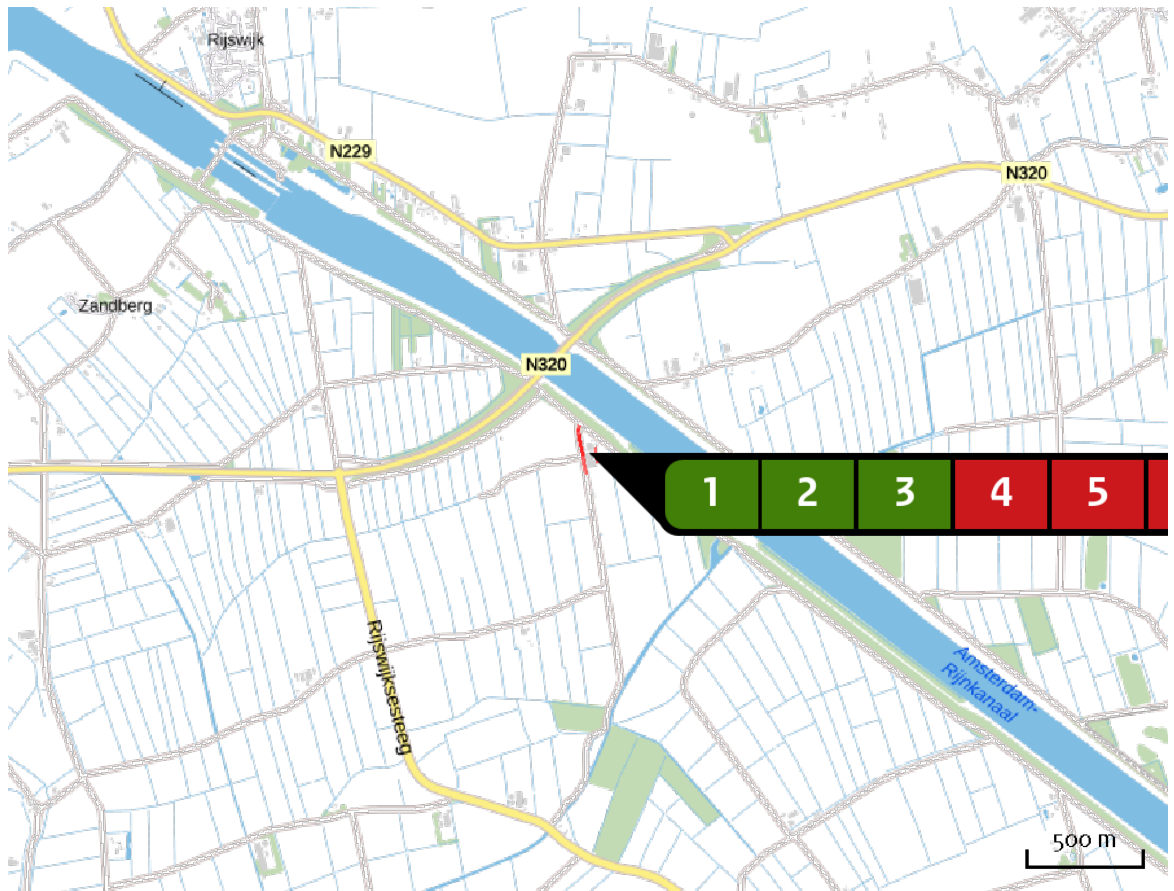 Rijswijk
N229
N320
Zandberg
N320
1 2 3 4 5
Rijswijksesteeg
Amsterdam-
Rijnkanaal
500 m